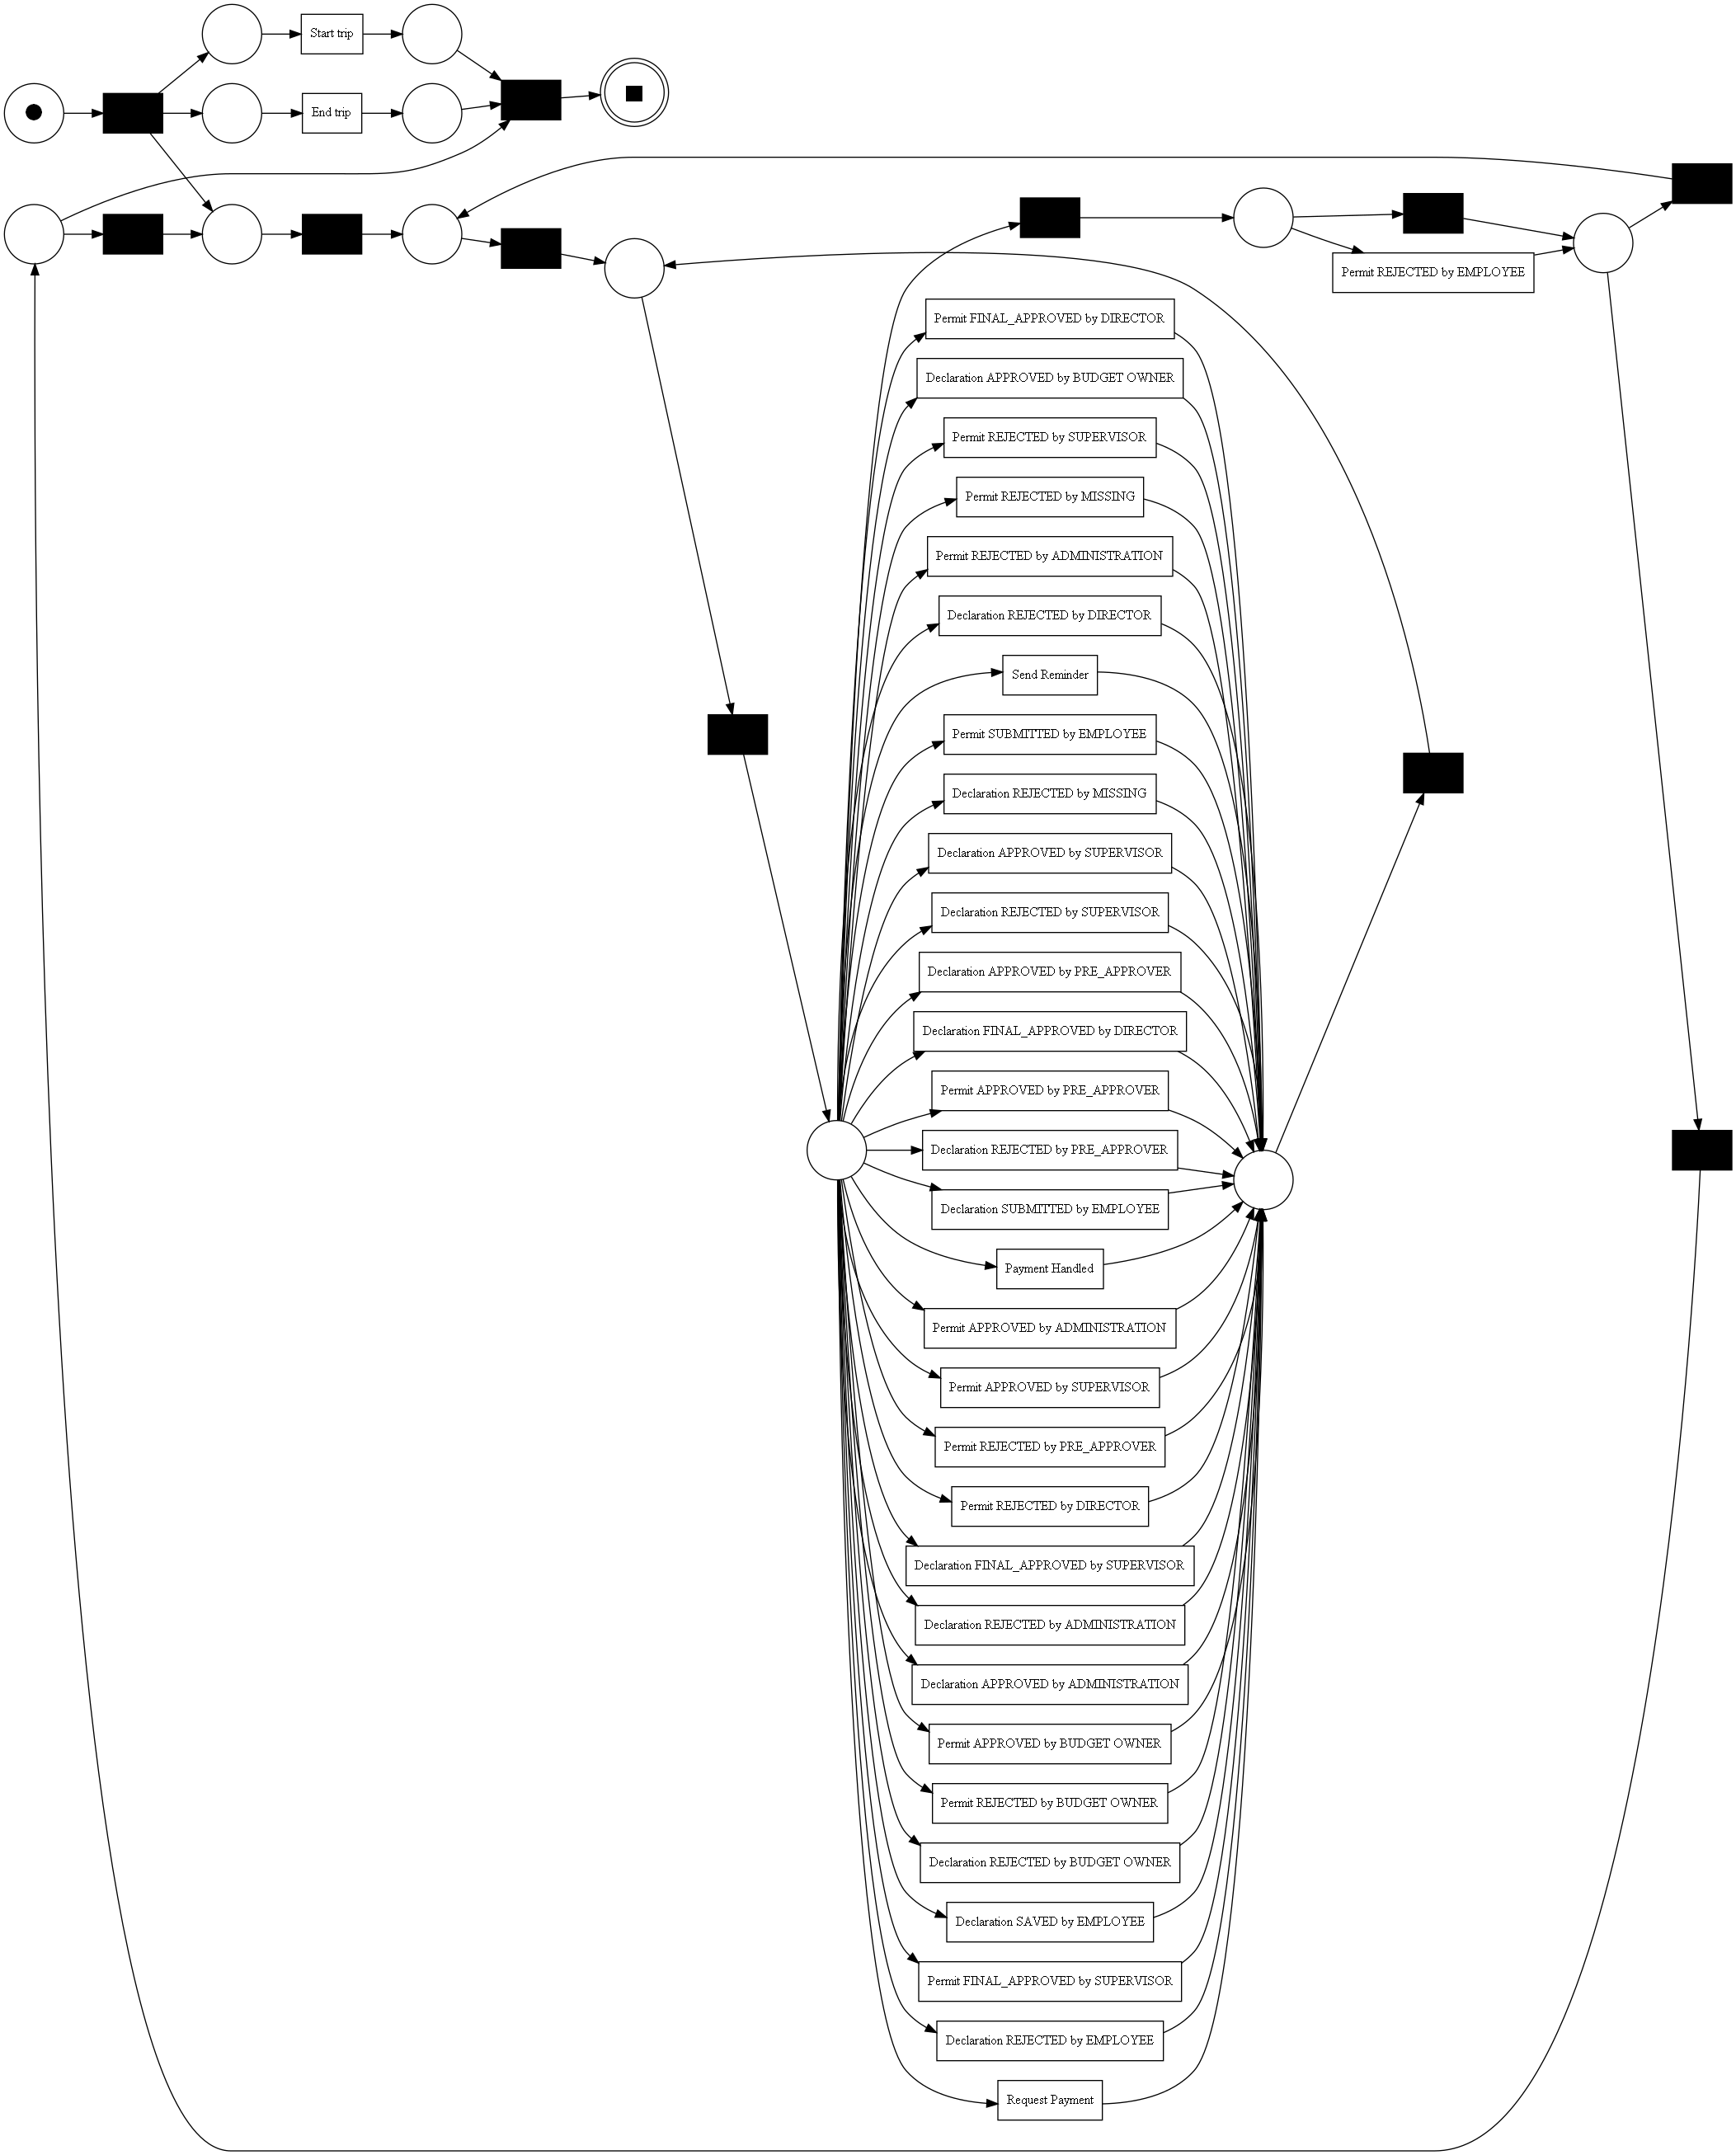 Start trip
End trip
Permit REJECTED by EMPLOYEE
Permit FINAL_APPROVED by DIRECTOR
Declaration APPROVED by BUDGET OWNER
Permit REJECTED by SUPERVISOR
Permit REJECTED by MISSING
Permit REJECTED by ADMINISTRATION
Declaration REJECTED by DIRECTOR
Send Reminder
Permit SUBMITTED by EMPLOYEE
Declaration REJECTED by MISSING
Declaration APPROVED by SUPERVISOR
Declaration REJECTED by SUPERVISOR
Declaration APPROVED by PRE_APPROVER
Declaration FINAL_APPROVED by DIRECTOR
Permit APPROVED by PRE_APPROVER
Declaration REJECTED by PRE_APPROVER
Declaration SUBMITTED by EMPLOYEE
Payment Handled
Permit APPROVED by ADMINISTRATION
Permit APPROVED by SUPERVISOR
Permit REJECTED by PRE_APPROVER
Permit REJECTED by DIRECTOR
Declaration FINAL_APPROVED by SUPERVISOR
Declaration REJECTED by ADMINISTRATION
Declaration APPROVED by ADMINISTRATION
Permit APPROVED by BUDGET OWNER
Permit REJECTED by BUDGET OWNER
Declaration REJECTED by BUDGET OWNER
Declaration SAVED by EMPLOYEE
Permit FINAL_APPROVED by SUPERVISOR
Declaration REJECTED by EMPLOYEE
Request Payment